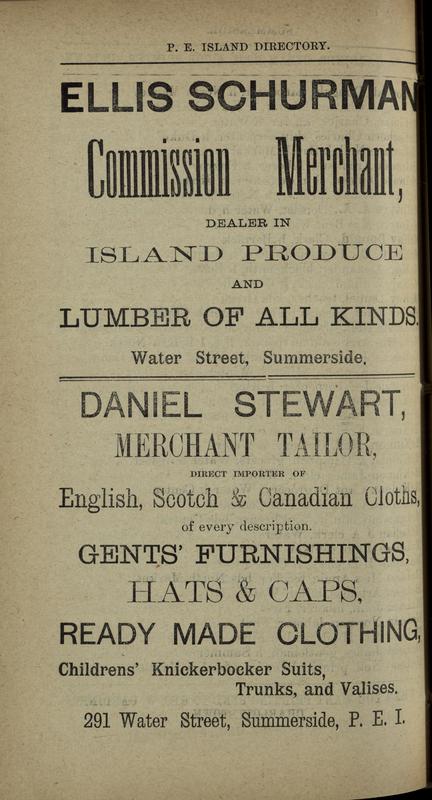 P. E. ISLAND DIRECTORY.
ELLIS SCHURMAN
Commission Merchant,
DEALER IN
ISLAND PRODUCE
AND
LUMBER OF ALL KINDS.
Water Street, Summerside.
DANIEL STEWART,
MERCHANT TAILOR,
DIRECT IMPORTER OF
English, Scotch & Canadian Cloths,
of every description.
GENTS' FURNISHINGS,
HATS & CAPS,
READY MADE CLOTHING,
Childrens' Knickerbocker Suits,
Trunks, and Valises.
291 Water Street, Summerside, P. E. I.